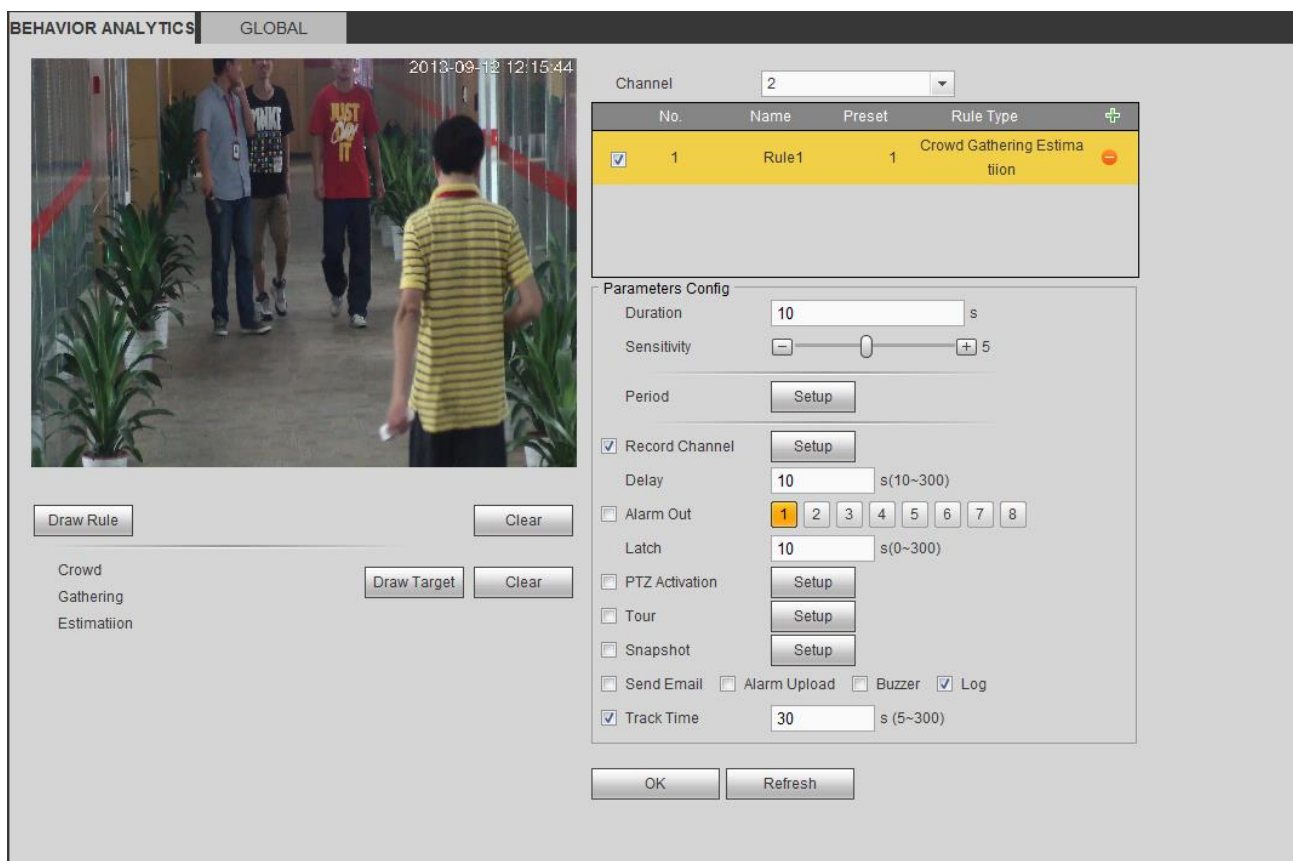 BEHAVIOR ANALYTICS
GLOBAL
2013-09-12 12:15:44
JUST
DO
IT
Channel 2
No. Name Preset Rule Type
1 Rule1 1 Crowd Gathering Estima
tiion
Parameters Config
Duration 10 s
Sensitivity 5
Period Setup
Record Channel Setup
Delay 10 s(10~300)
Alarm Out 1 2 3 4 5 6 7 8
Latch 10 s(0~300)
PTZ Activation Setup
Tour Setup
Snapshot Setup
Send Email Alarm Upload Buzzer Log
Track Time 30 s (5~300)
OK Refresh
Draw Rule Clear
Crowd
Gathering
Estimatiion
Draw Target Clear